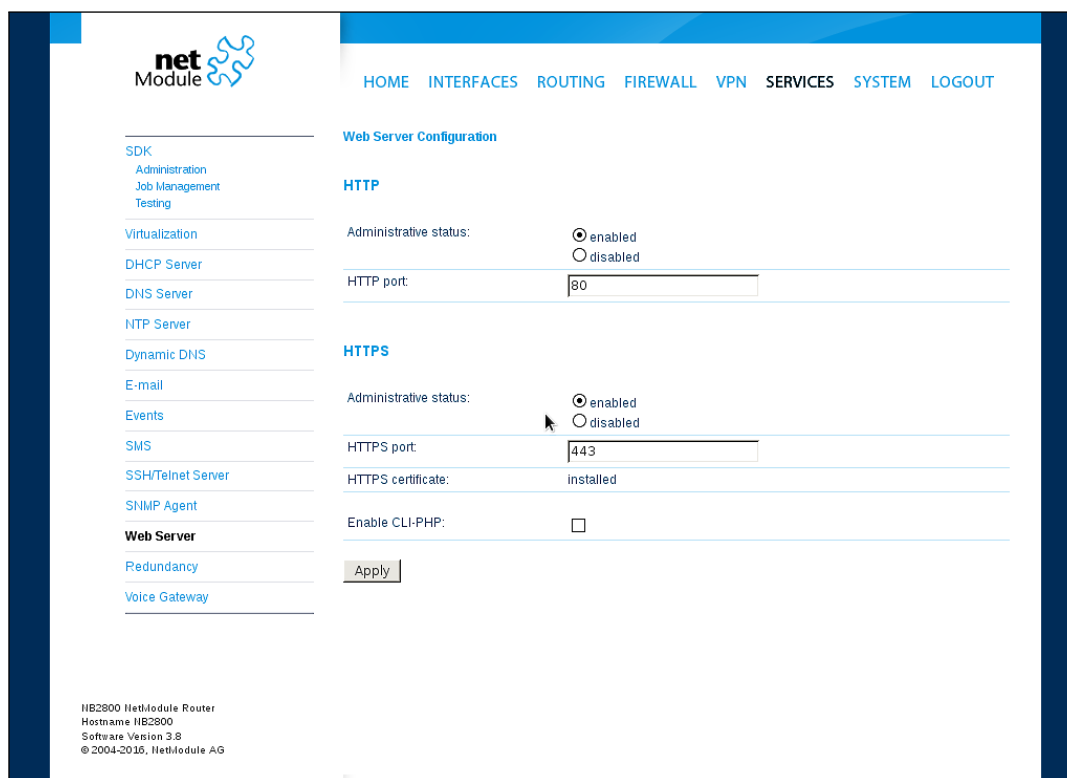 net
Module
HOME INTERFACES ROUTING FIREWALL VPN SERVICES SYSTEM LOGOUT
SDK
Administration
Job Management
Testing
Virtualization
DHCP Server
DNS Server
NTP Server
Dynamic DNS
E-mail
Events
SMS
SSH/Telnet Server
SNMP Agent
Web Server
Redundancy
Voice Gateway
Web Server Configuration
HTTP
Administrative status:
enabled
disabled
HTTP port: 80
HTTPS
Administrative status:
enabled
disabled
HTTPS port: 443
HTTPS certificate: installed
Enable CLI-PHP:
Apply
NB2800 NetModule Router
Hostname NB2800
Software Version 3.8
© 2004-2016, NetModule AG